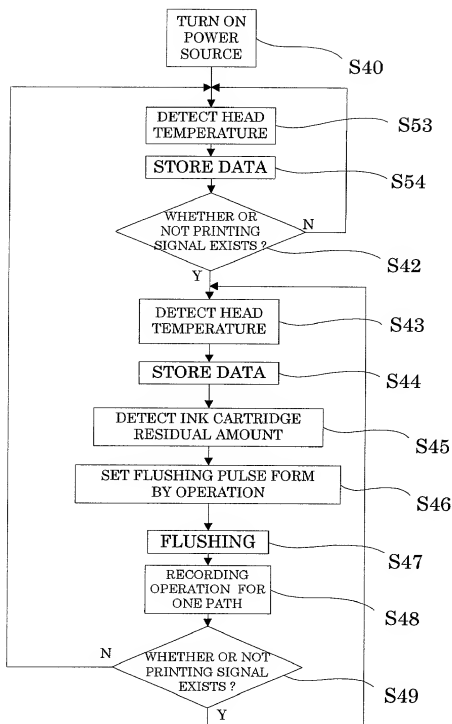 TURN ON
POWER
SOURCE
S40
DETECT HEAD
TEMPERATURE
S53
STORE DATA
S54
WHETHER OR
NOT PRINTING
SIGNAL EXISTS ?
N
S42
Y
DETECT HEAD
TEMPERATURE
S43
STORE DATA
S44
DETECT INK CARTRIDGE
RESIDUAL AMOUNT
S45
SET FLUSHING PULSE FORM
BY OPERATION
S46
FLUSHING
S47
RECORDING
OPERATION FOR
ONE PATH
S48
N
WHETHER OR NOT
PRINTING SIGNAL
EXISTS ?
S49
Y